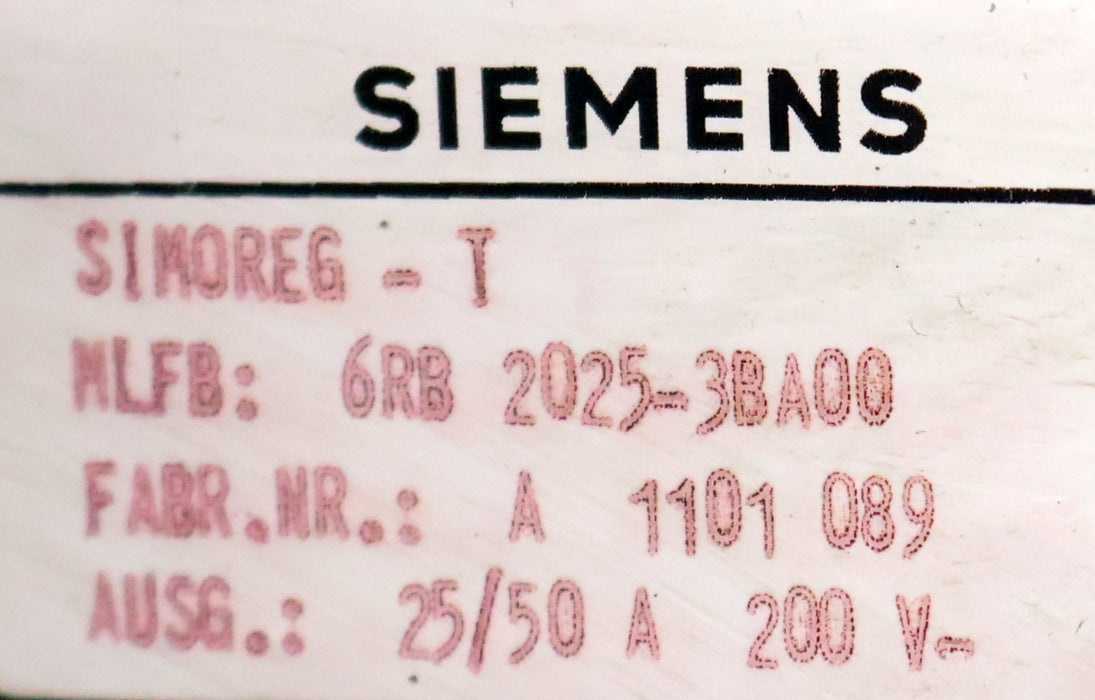 SIEMENS
SIMOREG - T
MLFB: 6RB 2025-3BA00
FABR.NR.: A 1101 089
AUSG.: 25/50 A 200 V-